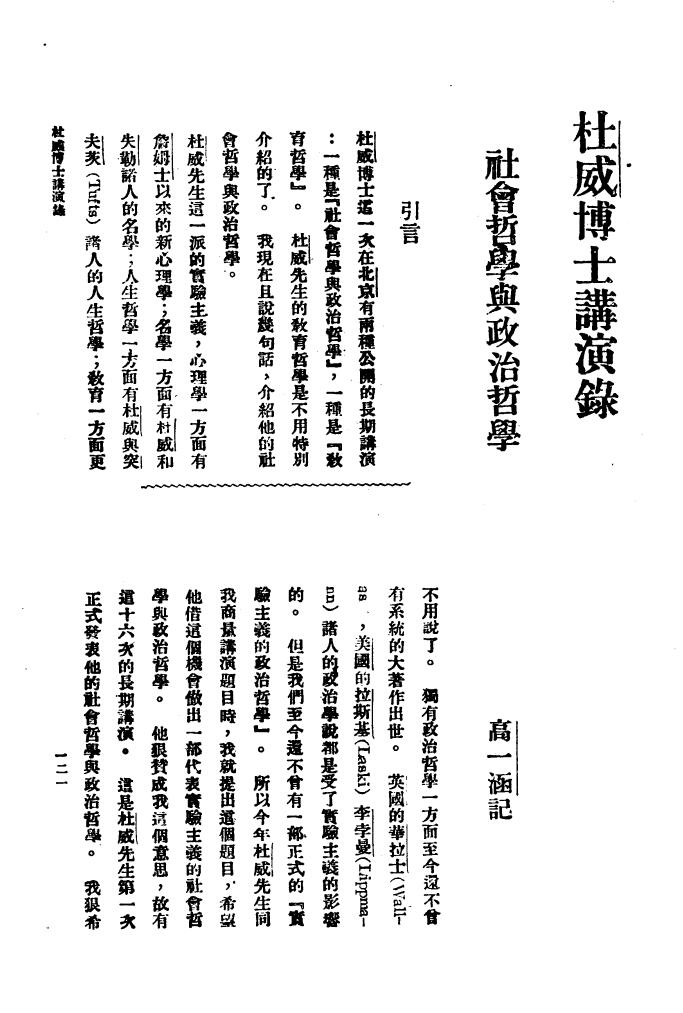 杜威博士講演錄
社會哲學與政治哲學
高一涵記
引言
杜威博士這一次在北京有兩種公開的長期講演
：一種是『社會哲學與政治哲學』，一種是『教
育哲學』。　杜威先生的教育哲學是不用特別
介紹的了。　我現在且說幾句話，介紹他的社
會哲學與政治哲學。
杜威先生這一派的實驗主義，心理學一方面有
詹姆士以來的新心理學；名學一方面有杜威和
失勒諸人的名學；人生哲學一方面有杜威與突
夫茨（Tufts）諸人的人生哲學；教育一方面更
不用說了。　獨有政治哲學一方面至今還不曾
有系統的大著作出世。　英國的華拉士（Wall-
as ，美國的拉斯基（Laski）李孛曼（Lippma-
nn）諸人的政治學說都是受了實驗主義的影響
的。　但是我們至今還不曾有一部正式的『實
驗主義的政治哲學』。　所以今年杜威先生同
我商量講演題目時，我就提出這個題目，希望
他借這個機會做出一部代表實驗主義的社會哲
學與政治哲學。　他狠贊成我這個意思，故有
這十六次的長期講演。　這是杜威先生第一次
正式發表他的社會哲學與政治哲學。　我狠希
杜威博士講演錄
一二一